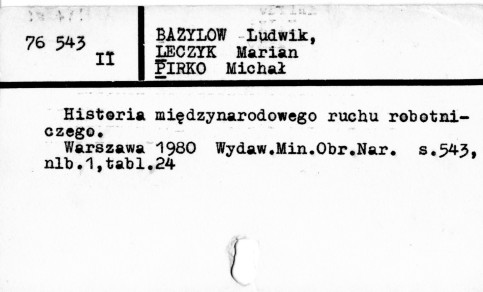 76 543
II
BAZYLOW Ludwik,
LECZYK Marian
PIRKO Michał
Historia międzynarodowego ruchu robotni-
czego.
Warszawa 1980 Wydaw.Min.Obr.Nar. s.543,
nlb.1,tabl.24